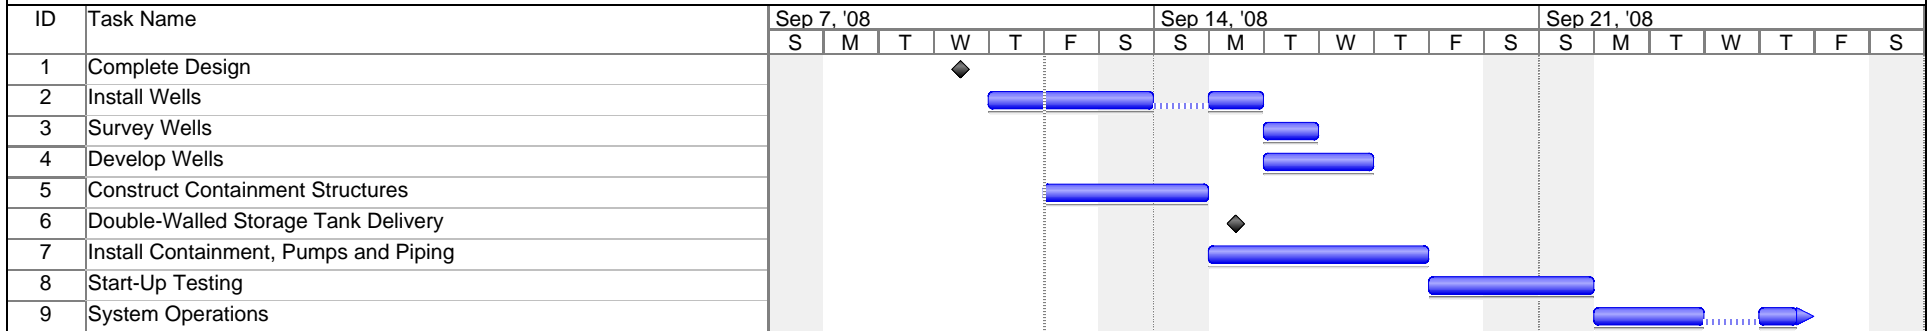 ID Task Name Sep 7, '08 Sep 14, '08 Sep 21, '08
S M T W T F S S M T W T F S S M T W T F S
1 Complete Design
2 Install Wells
3 Survey Wells
4 Develop Wells
5 Construct Containment Structures
6 Double-Walled Storage Tank Delivery
7 Install Containment, Pumps and Piping
8 Start-Up Testing
9 System Operations